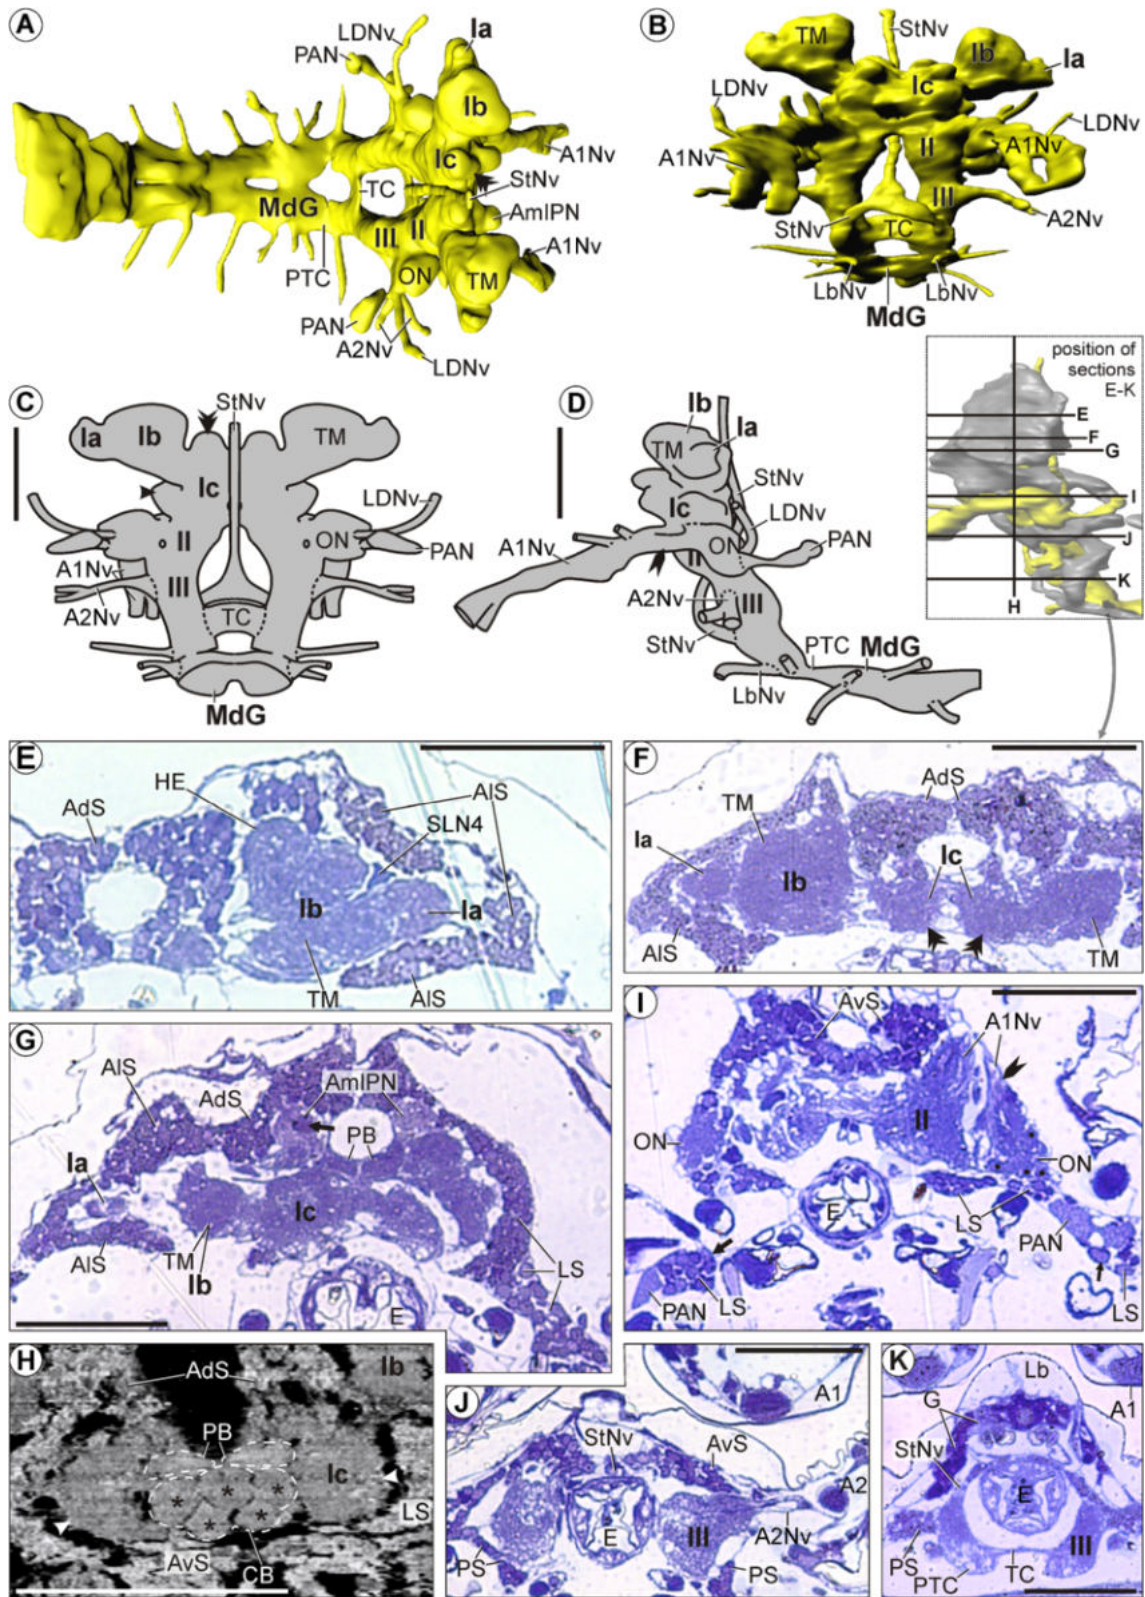 A
LDNv
PAN
Ia
Ib
Ic
A1Nv
StNv
AmIPN
A1Nv
TC
MdG
II
III
PTC
ON
TM
PAN
A2Nv
LDNv
B
TM
StNv
Ib
Ia
Ic
LDNv
LDNv
II
A1Nv
A1Nv
III
A2Nv
StNv
TC
LbNv
LbNv
MdG
position of
sections
E-K
E
F
G
I
J
K
H
C
StNv
Ia
Ib
TM
Ic
LDNv
II
ON
PAN
A1Nv
III
A2Nv
TC
MdG
D
Ib
Ia
TM
StNv
Ic
LDNv
A1Nv
ON
PAN
II
A2Nv
III
StNv
PTC
MdG
LbNv
E
HE
AdS
AlS
SLN4
Ib
Ia
TM
AlS
F
AdS
TM
Ia
Ic
Ib
AlS
TM
G
AlS
AdS
AmIPN
PB
Ia
Ic
AlS
TM
Ib
LS
E
I
AvS
A1Nv
II
ON
ON
E
LS
PAN
PAN
LS
LS
H
Ib
AdS
PB
Ic
* * * * *
LS
AvS
CB
J
A1
StNv
AvS
A2
E
III
A2Nv
PS
PS
K
Lb
A1
G
StNv
E
PS
III
PTC
TC